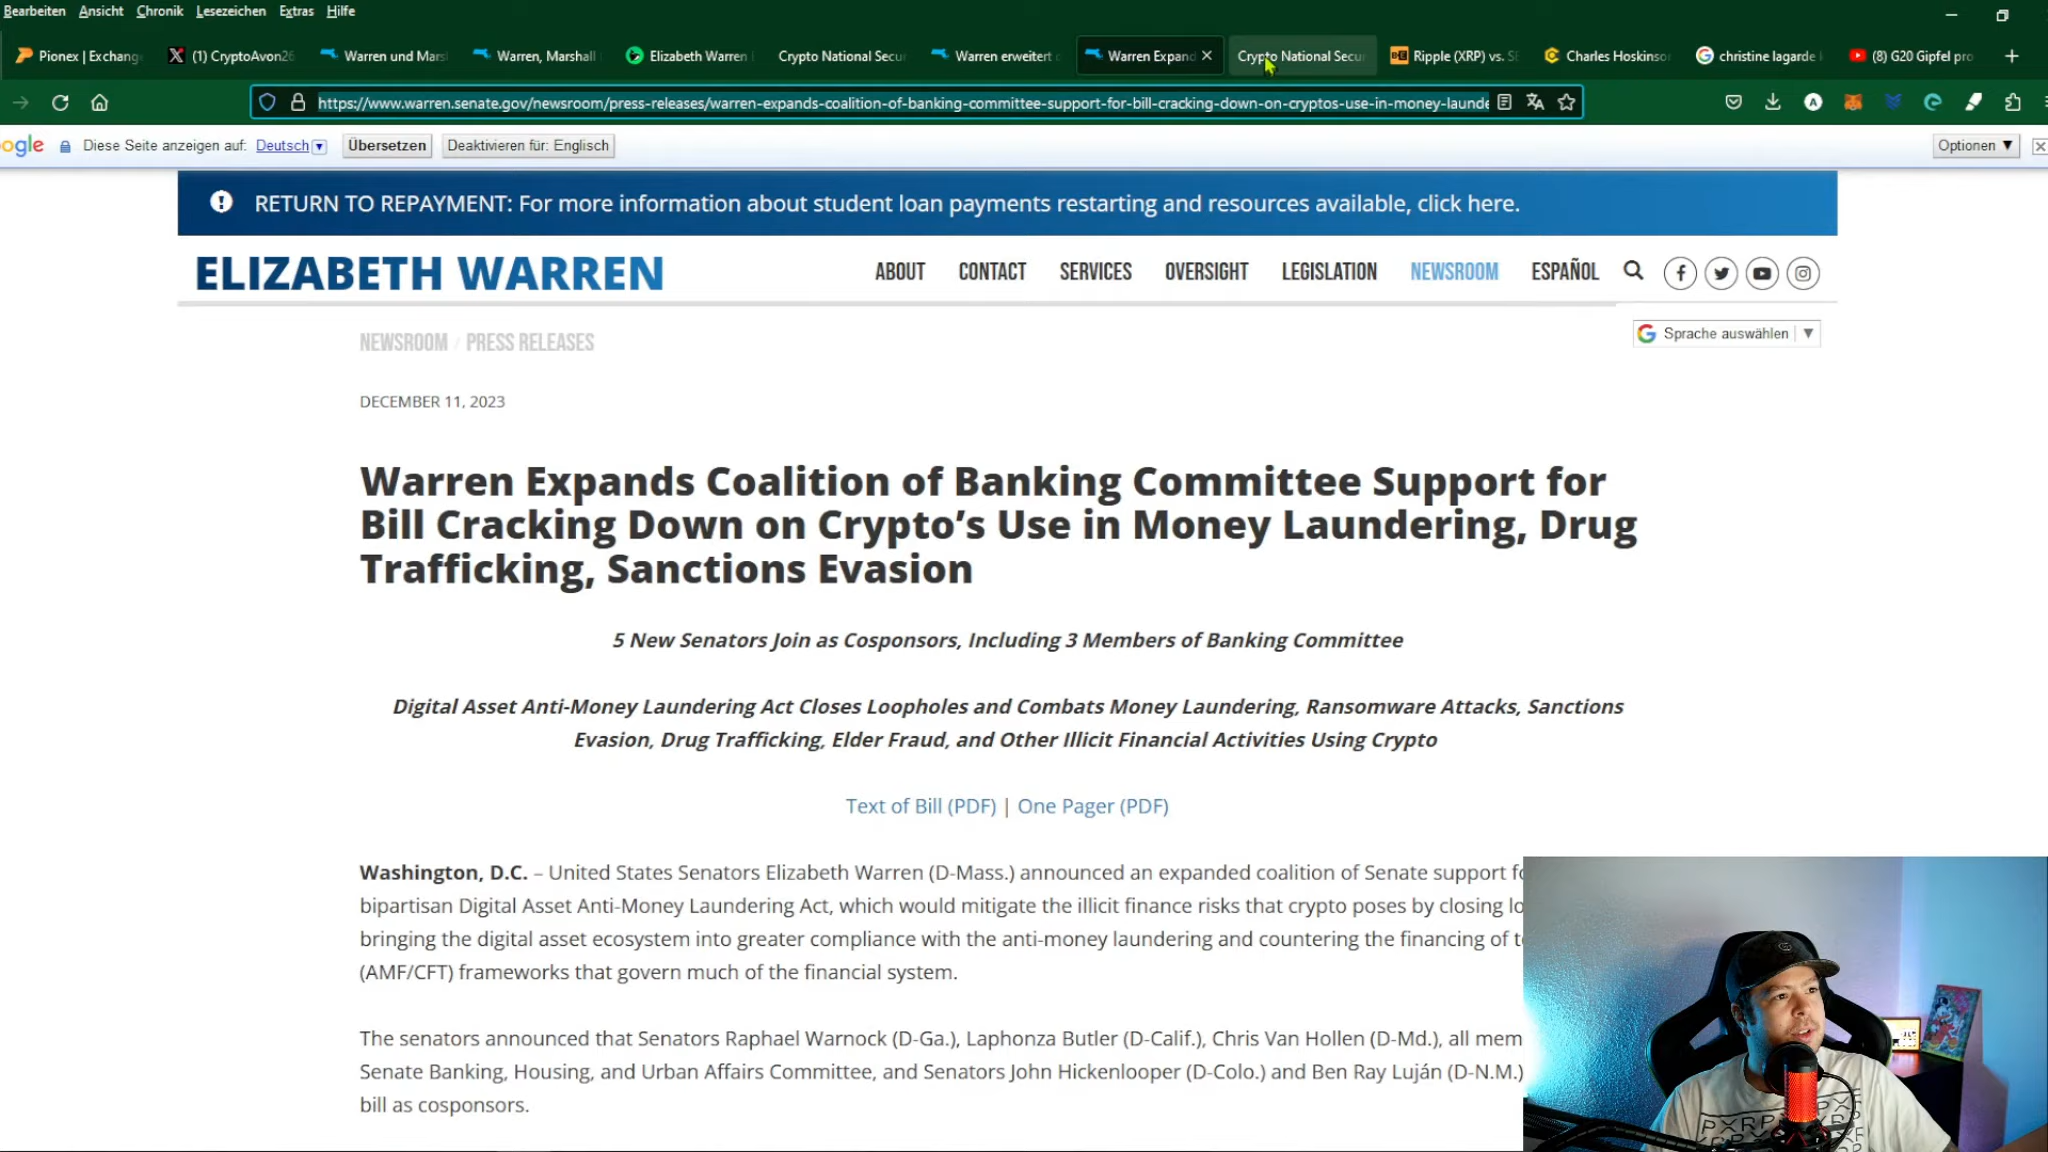 Bearbeiten Ansicht Chronik Lesezeichen Extras Hilfe
Pionex | Exchang (1) CryptoAvon26 Warren und Mars Warren, Marshall Elizabeth Warren Crypto National Secu Warren erweitert Warren Expand Crypto National Secu Ripple (XRP) vs. SE Charles Hoskinso christine lagarde (8) G20 Gipfel pro
https://www.warren.senate.gov/newsroom/press-releases/warren-expands-coalition-of-banking-committee-support-for-bill-cracking-down-on-cryptos-use-in-money-launde
ogle Diese Seite anzeigen auf: Deutsch Übersetzen Deaktivieren für: Englisch Optionen
RETURN TO REPAYMENT: For more information about student loan payments restarting and resources available, click here.
ELIZABETH WARREN ABOUT CONTACT SERVICES OVERSIGHT LEGISLATION NEWSROOM ESPAÑOL
NEWSROOM / PRESS RELEASES
Sprache auswählen
DECEMBER 11, 2023
Warren Expands Coalition of Banking Committee Support for
Bill Cracking Down on Crypto’s Use in Money Laundering, Drug
Trafficking, Sanctions Evasion
5 New Senators Join as Cosponsors, Including 3 Members of Banking Committee
Digital Asset Anti-Money Laundering Act Closes Loopholes and Combats Money Laundering, Ransomware Attacks, Sanctions
Evasion, Drug Trafficking, Elder Fraud, and Other Illicit Financial Activities Using Crypto
Text of Bill (PDF) | One Pager (PDF)
Washington, D.C. – United States Senators Elizabeth Warren (D-Mass.) announced an expanded coalition of Senate support fo
bipartisan Digital Asset Anti-Money Laundering Act, which would mitigate the illicit finance risks that crypto poses by closing lo
bringing the digital asset ecosystem into greater compliance with the anti-money laundering and countering the financing of t
(AMF/CFT) frameworks that govern much of the financial system.
The senators announced that Senators Raphael Warnock (D-Ga.), Laphonza Butler (D-Calif.), Chris Van Hollen (D-Md.), all mem
Senate Banking, Housing, and Urban Affairs Committee, and Senators John Hickenlooper (D-Colo.) and Ben Ray Luján (D-N.M.)
bill as cosponsors.